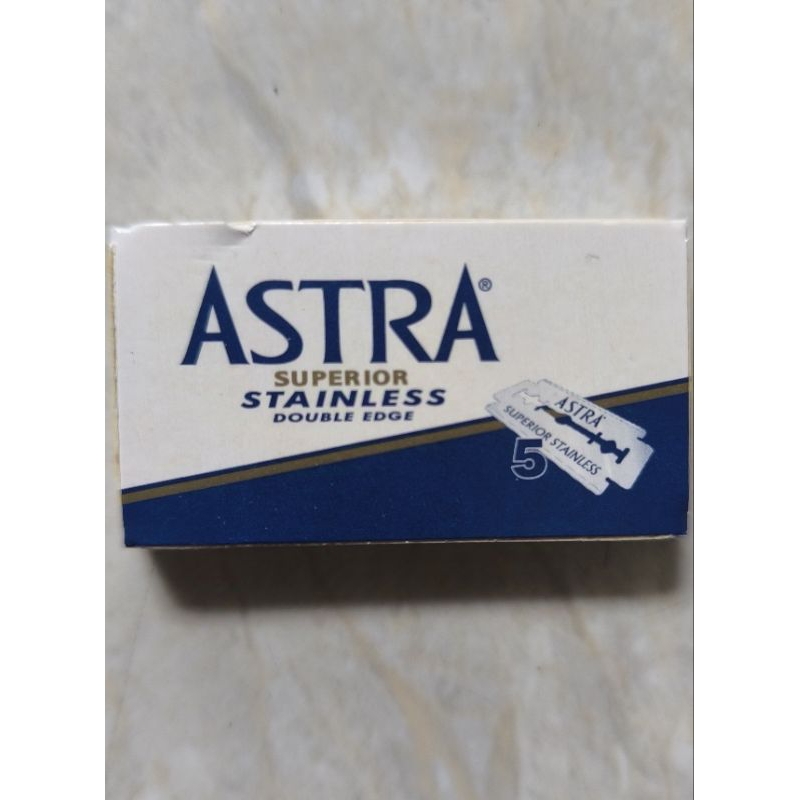 ASTRA®
SUPERIOR
STAINLESS
DOUBLE EDGE
ASTRA
SUPERIOR STAINLESS
5